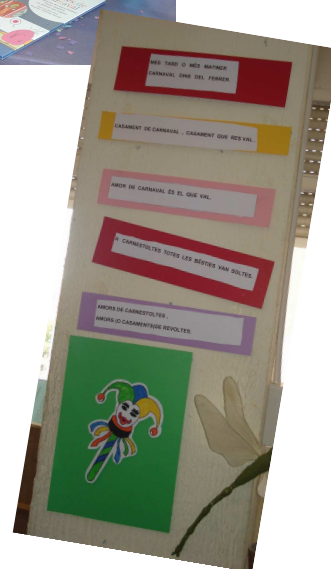 MÉS TARD O MÉS MATINER
CARNAVAL DINS DEL FEBRER.
CASAMENT DE CARNAVAL , CASAMENT QUE RES VAL .
AMOR DE CARNAVAL ÉS EL QUE VAL.
A CARNESTOLTES TOTES LES BÈSTIES VAN SOLTES.
AMORS DE CARNESTOLTES ,
AMORS (O CASAMENTS)DE REVOLTES.